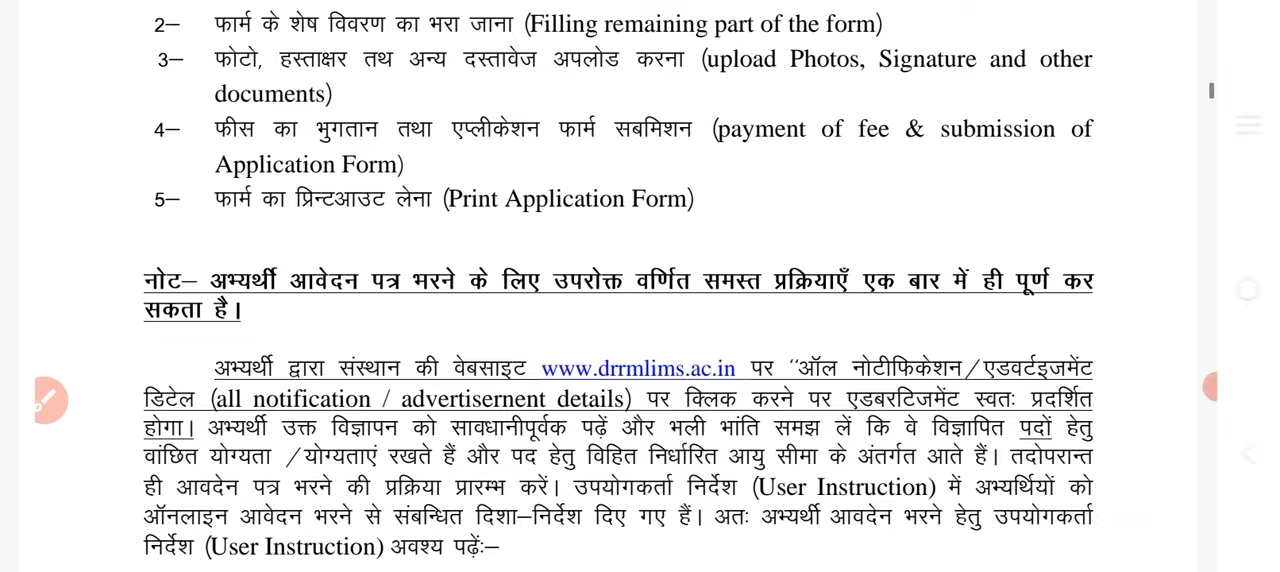 2– फार्म के शेष विवरण का भरा जाना (Filling remaining part of the form)
3– फोटो, हस्ताक्षर तथ अन्य दस्तावेज अपलोड करना (upload Photos, Signature and other
documents)
4– फीस का भुगतान तथा एप्लीकेशन फार्म सबमिशन (payment of fee & submission of
Application Form)
5– फार्म का प्रिन्टआउट लेना (Print Application Form)
नोट– अभ्यर्थी आवेदन पत्र भरने के लिए उपरोक्त वर्णित समस्त प्रक्रियाएँ एक बार में ही पूर्ण कर
सकता है।
अभ्यर्थी द्वारा संस्थान की वेबसाइट www.drrmlims.ac.in पर ‘‘ऑल नोटीफिकेशन/एडवर्टइजमेंट
डिटेल (all notification / advertisernent details) पर क्लिक करने पर एडबरटिजमेंट स्वतः प्रदर्शित
होगा। अभ्यर्थी उक्त विज्ञापन को सावधानीपूर्वक पढ़ें और भली भांति समझ लें कि वे विज्ञापित पदों हेतु
वांछित योग्यता /योग्यताएं रखते हैं और पद हेतु विहित निर्धारित आयु सीमा के अंतर्गत आते हैं। तदोपरान्त
ही आवदेन पत्र भरने की प्रक्रिया प्रारम्भ करें। उपयोगकर्ता निर्देश (User Instruction) में अभ्यर्थियों को
ऑनलाइन आवेदन भरने से संबन्धित दिशा–निर्देश दिए गए हैं। अतः अभ्यर्थी आवदेन भरने हेतु उपयोगकर्ता
निर्देश (User Instruction) अवश्य पढ़ेंः–